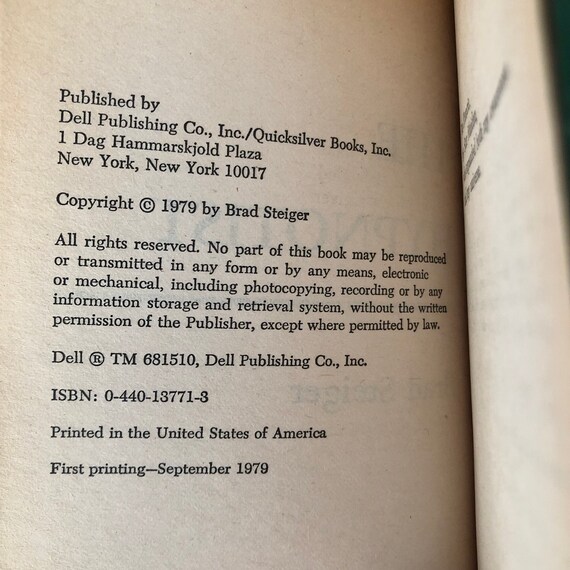 Published by
Dell Publishing Co., Inc./Quicksilver Books, Inc.
1 Dag Hammarskjold Plaza
New York, New York 10017
Copyright © 1979 by Brad Steiger
All rights reserved. No part of this book may be reproduced
or transmitted in any form or by any means, electronic
or mechanical, including photocopying, recording or by any
information storage and retrieval system, without the written
permission of the Publisher, except where permitted by law.
Dell ® TM 681510, Dell Publishing Co., Inc.
ISBN: 0-440-13771-3
Printed in the United States of America
First printing—September 1979